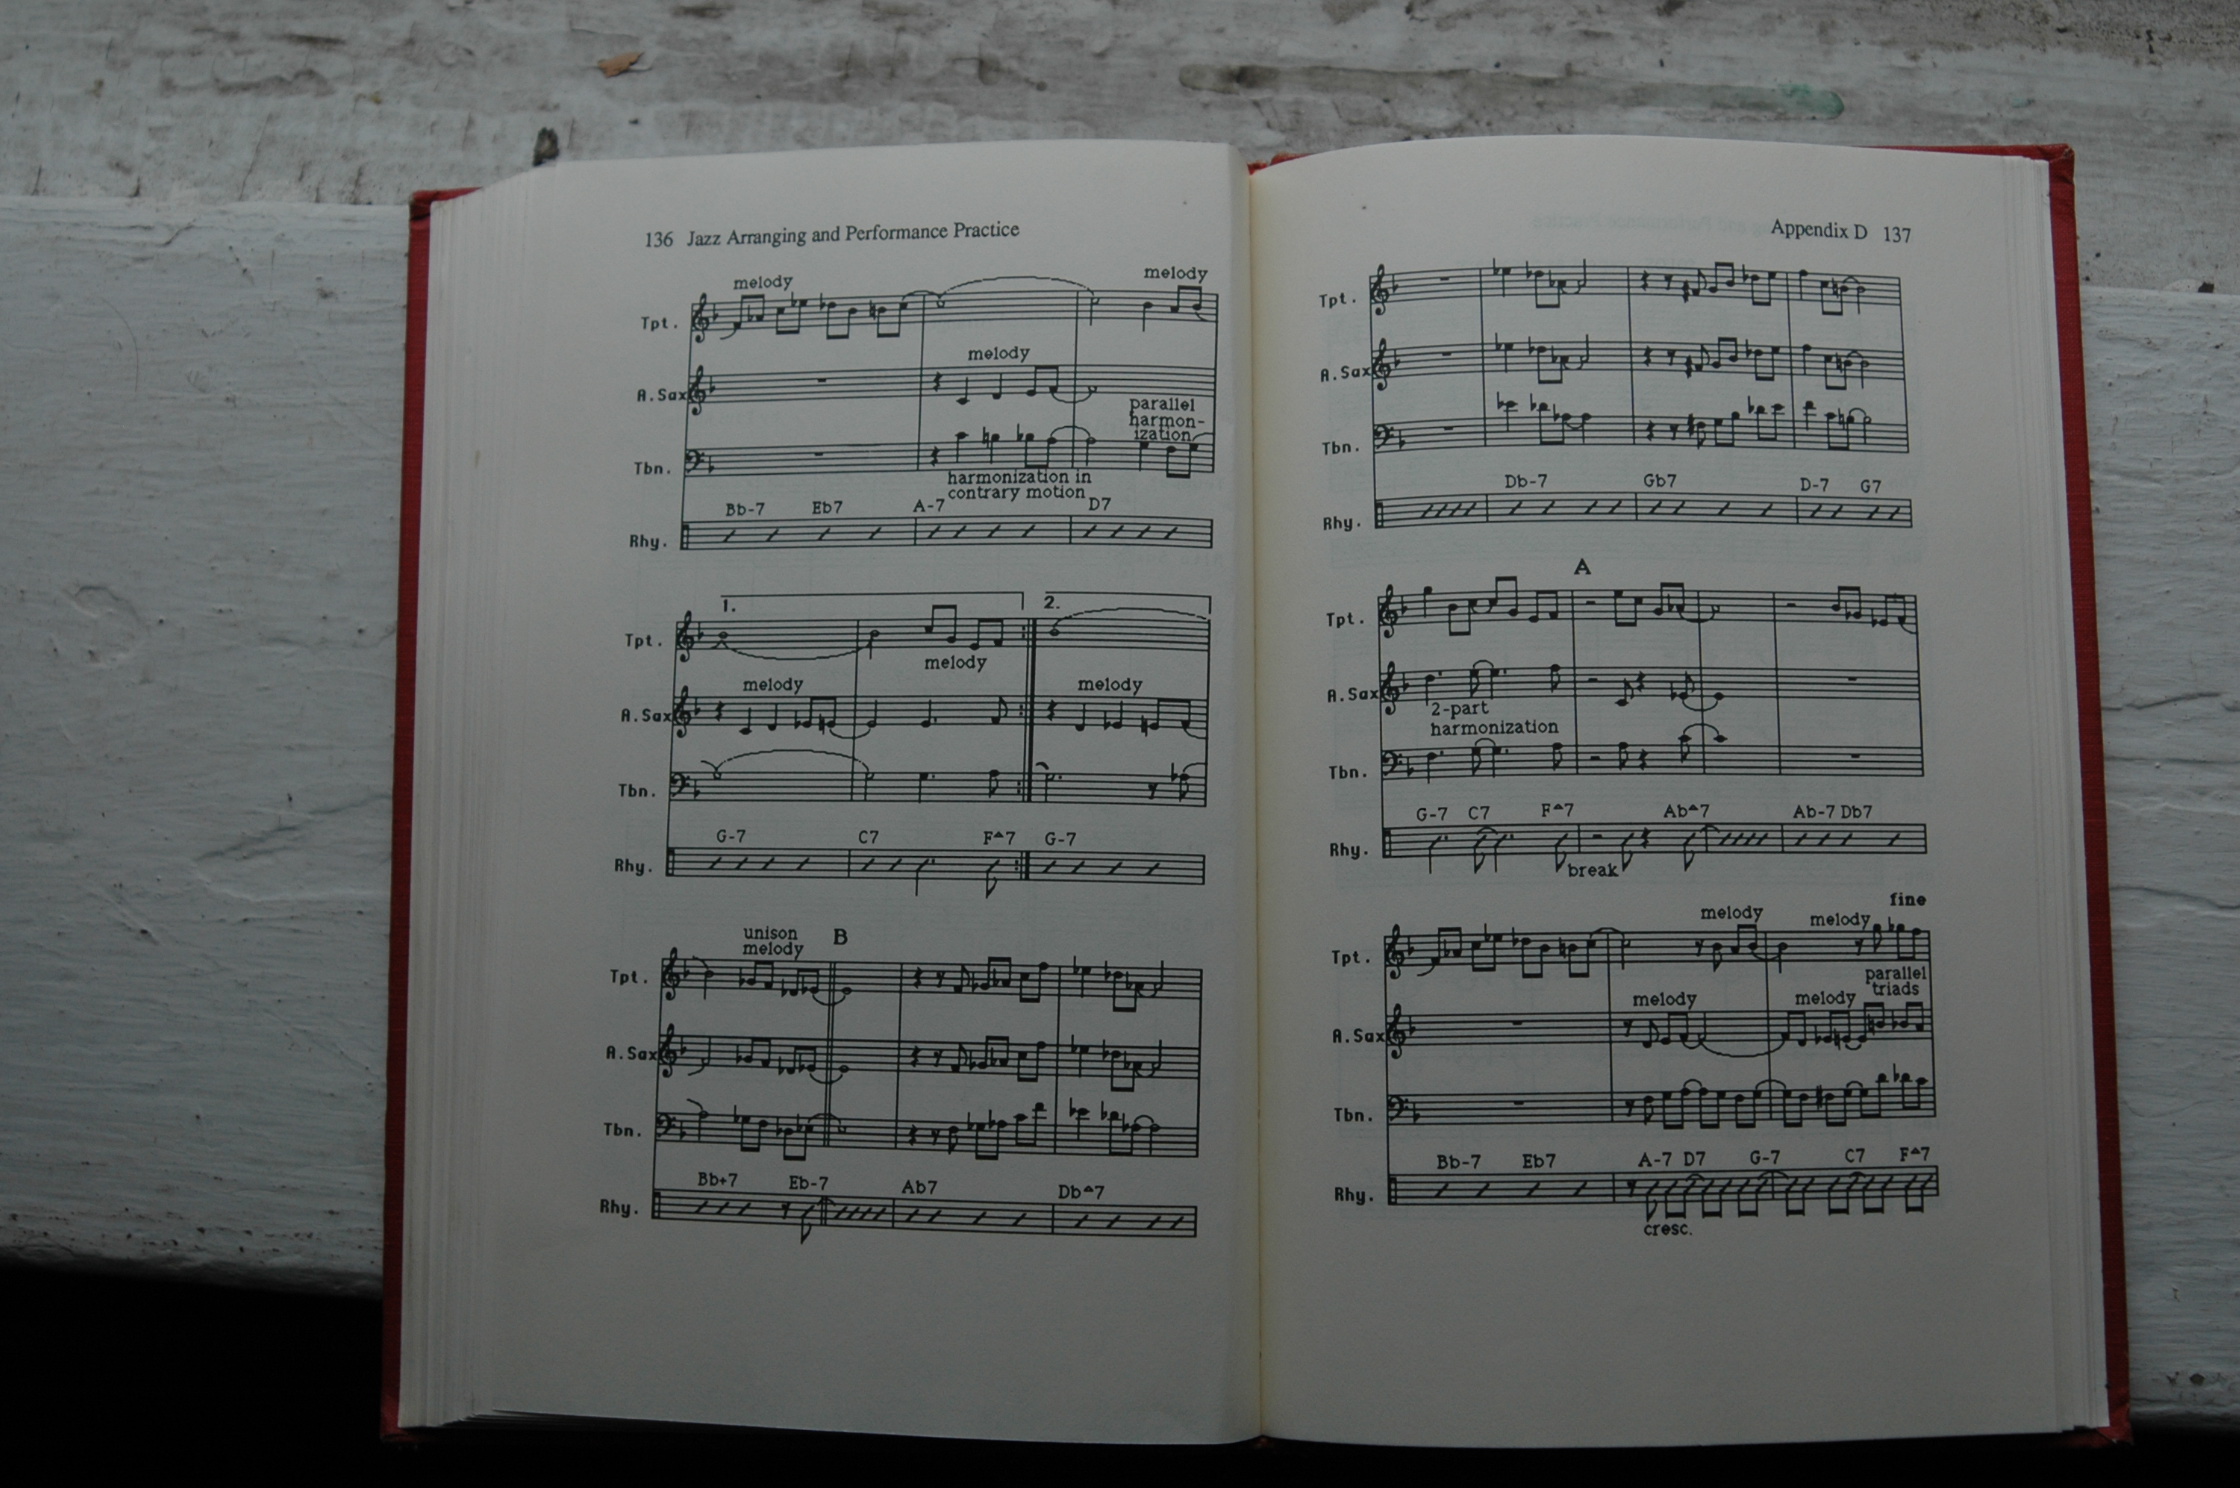 136 Jazz Arranging and Performance Practice
melody
melody
Tpt.
melody
A.Sax
parallel
harmon-
ization
Tbn.
harmonization in
contrary motion
Bb-7 Eb7 A-7 D7
Rhy.
1. 2.
Tpt.
melody
melody
melody
A.Sax
Tbn.
G-7 C7 F▵7 G-7
Rhy.
unison
melody
B
Tpt.
A.Sax
Tbn.
Bb+7 Eb-7 Ab7 Db▵7
Rhy.
Appendix D 137
Tpt.
A.Sax
Tbn.
Db-7 Gb7 D-7 G7
Rhy.
A
Tpt.
A.Sax
2-part
harmonization
Tbn.
G-7 C7 F▵7 Ab▵7 Ab-7 Db7
Rhy.
break
fine
melody
melody
Tpt.
parallel
triads
melody
melody
A.Sax
Tbn.
Bb-7 Eb7 A-7 D7 G-7 C7 F▵7
Rhy.
cresc.